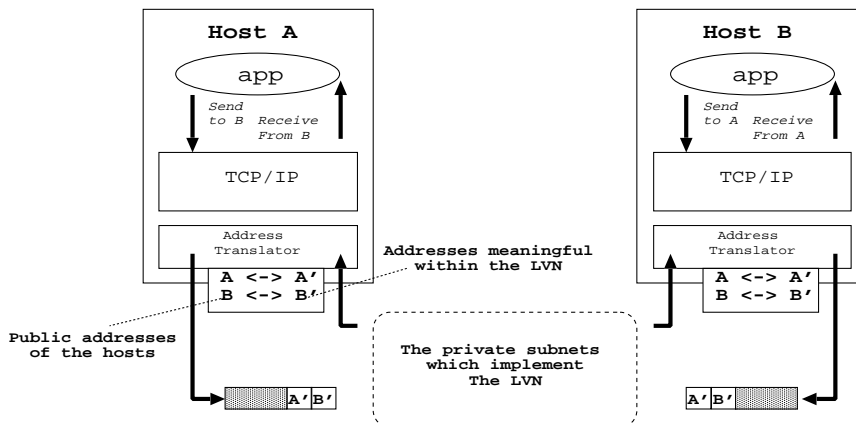 Host A
app
Send
to B
Receive
From B
TCP/IP
Address
Translator
A <-> A'
B <-> B'
Host B
app
Send
to A
Receive
From A
TCP/IP
Address
Translator
A <-> A'
B <-> B'
Addresses meaningful
within the LVN
Public addresses
of the hosts
The private subnets
which implement
The LVN
A' B'
A' B'